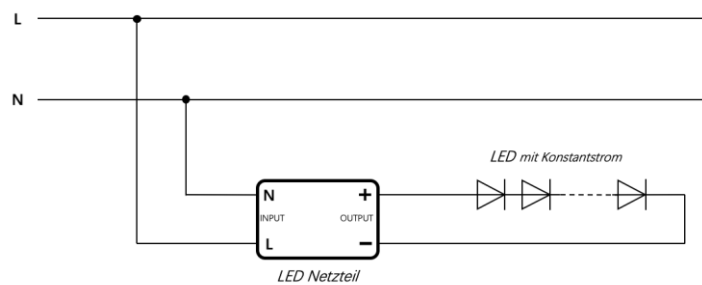 L
N
LED mit Konstantstrom
N +
INPUT OUTPUT
L −
LED Netzteil